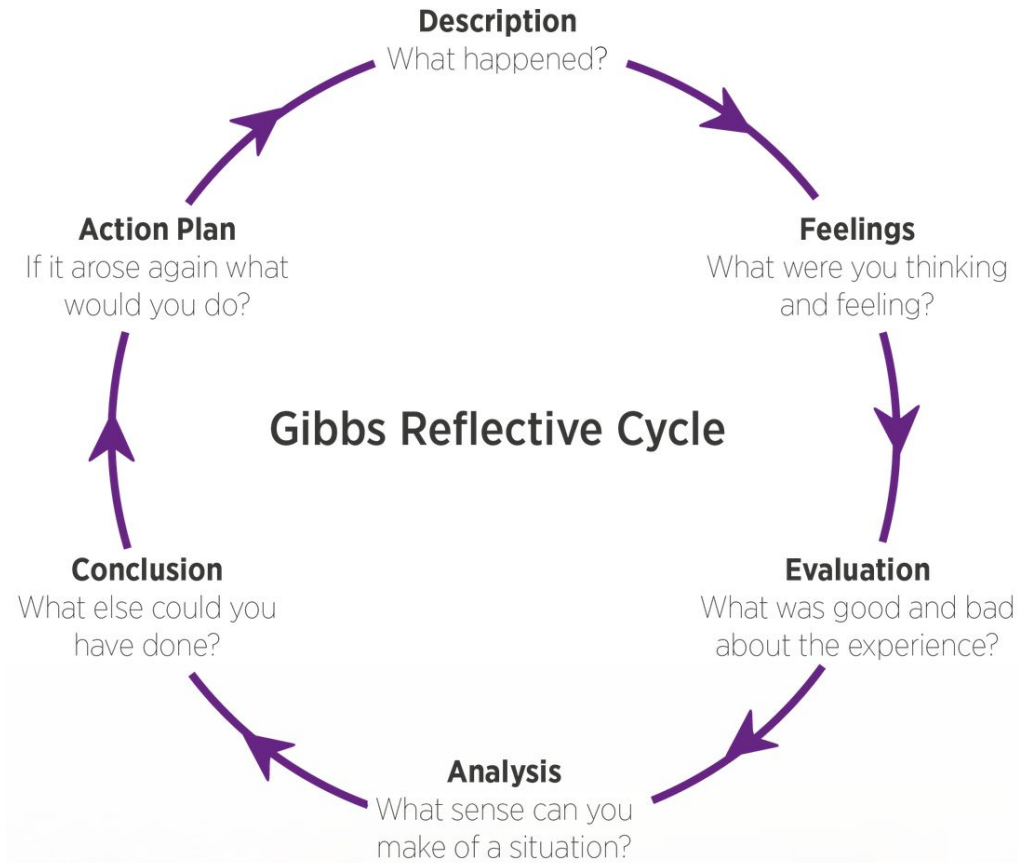 Description
What happened?
Feelings
What were you thinking
and feeling?
Evaluation
What was good and bad
about the experience?
Analysis
What sense can you
make of a situation?
Conclusion
What else could you
have done?
Action Plan
If it arose again what
would you do?
Gibbs Reflective Cycle